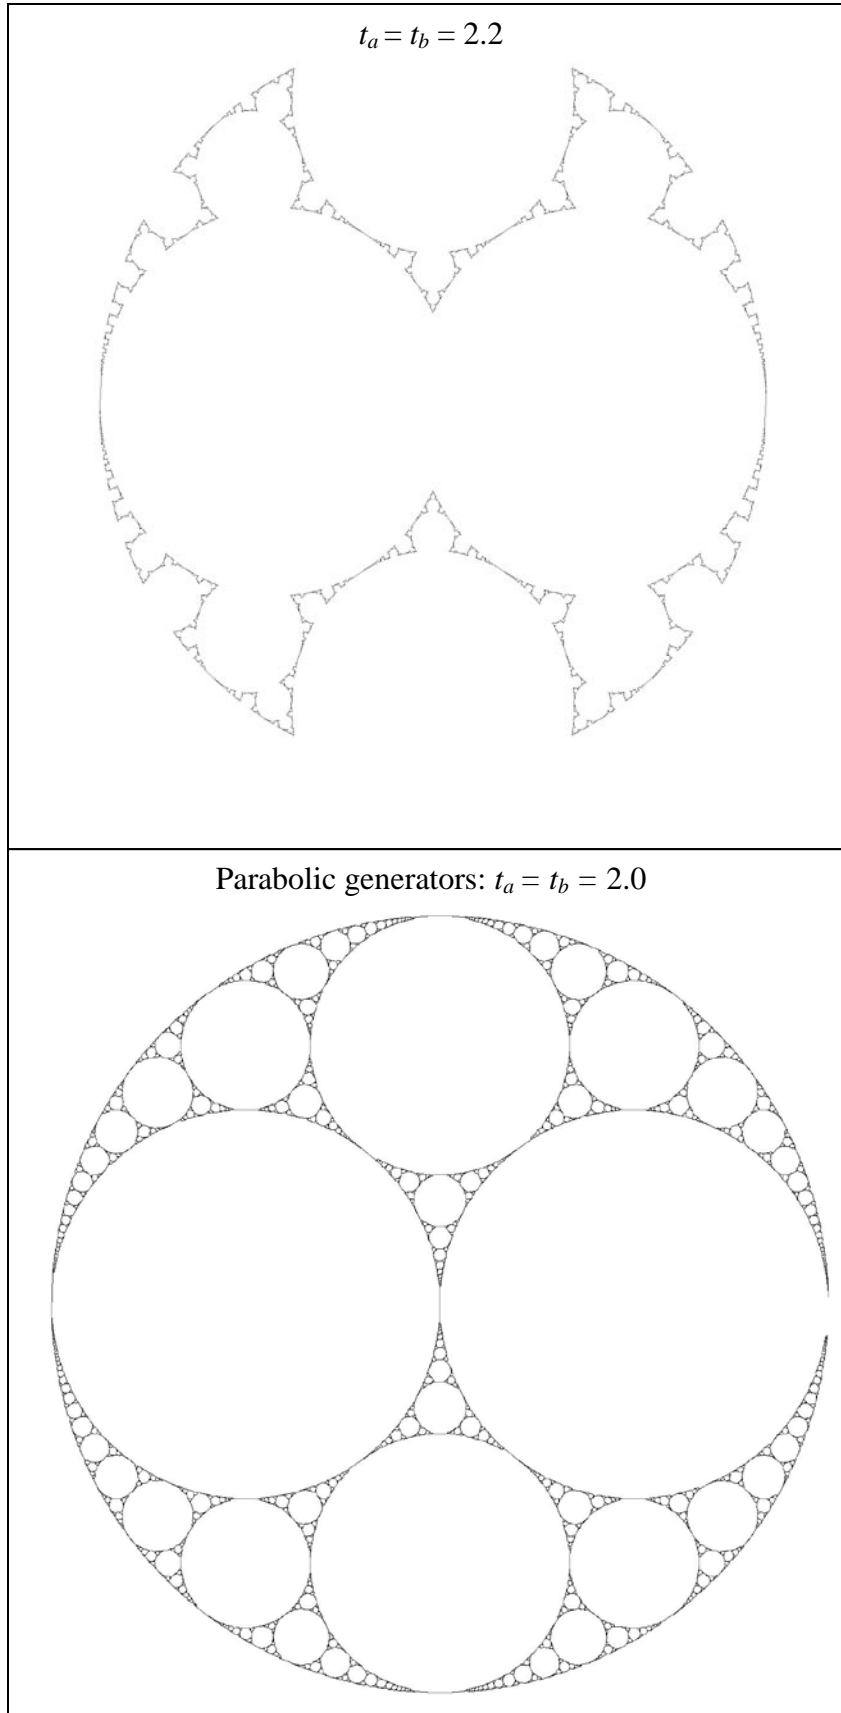 t_a = t_b = 2.2
Parabolic generators: t_a = t_b = 2.0